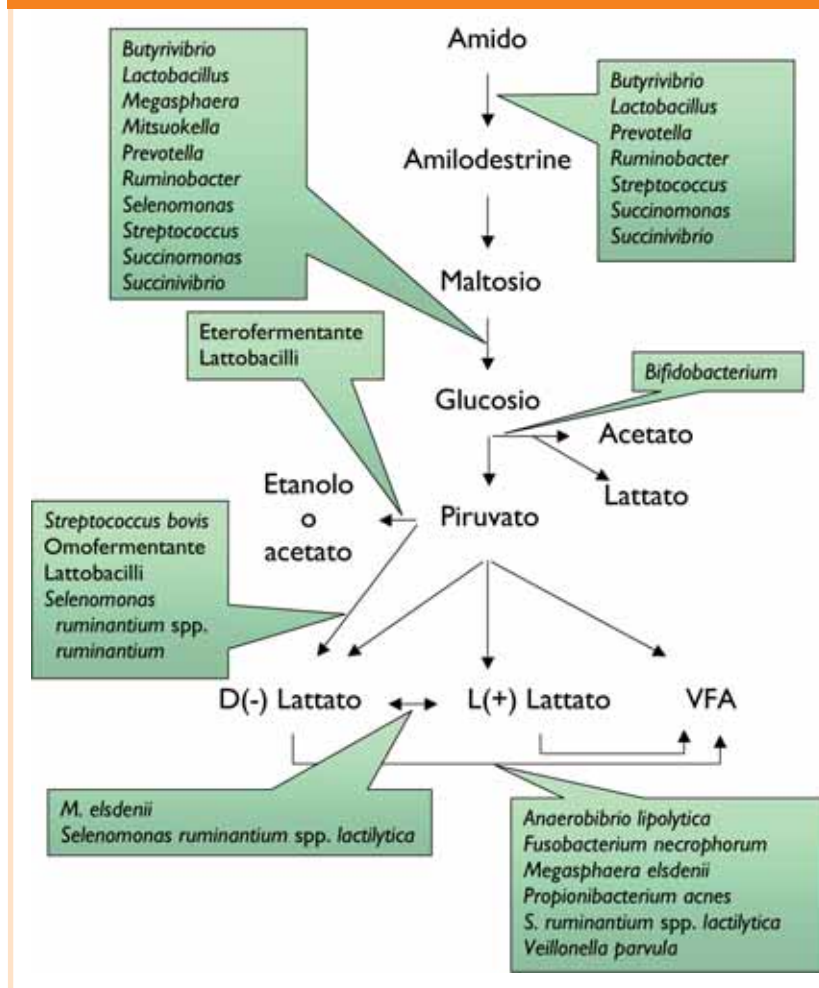 Butyrivibrio
Lactobacillus
Megasphaera
Mitsuokella
Prevotella
Ruminobacter
Selenomonas
Streptococcus
Succinomonas
Succinivibrio
Amido
Butyrivibrio
Lactobacillus
Prevotella
Ruminobacter
Streptococcus
Succinomonas
Succinivibrio
Amilodestrine
Maltosio
Eterofermentante
Lattobacilli
Glucosio
Bifidobacterium
Acetato
Lattato
Etanolo
o
acetato
Piruvato
Streptococcus bovis
Omofermentante
Lattobacilli
Selenomonas
ruminantium spp.
ruminantium
D(-) Lattato
L(+) Lattato
VFA
M. elsdenii
Selenomonas ruminantium spp. lactilytica
Anaerobibrio lipolytica
Fusobacterium necrophorum
Megasphaera elsdenii
Propionibacterium acnes
S. ruminantium spp. lactilytica
Veillonella parvula